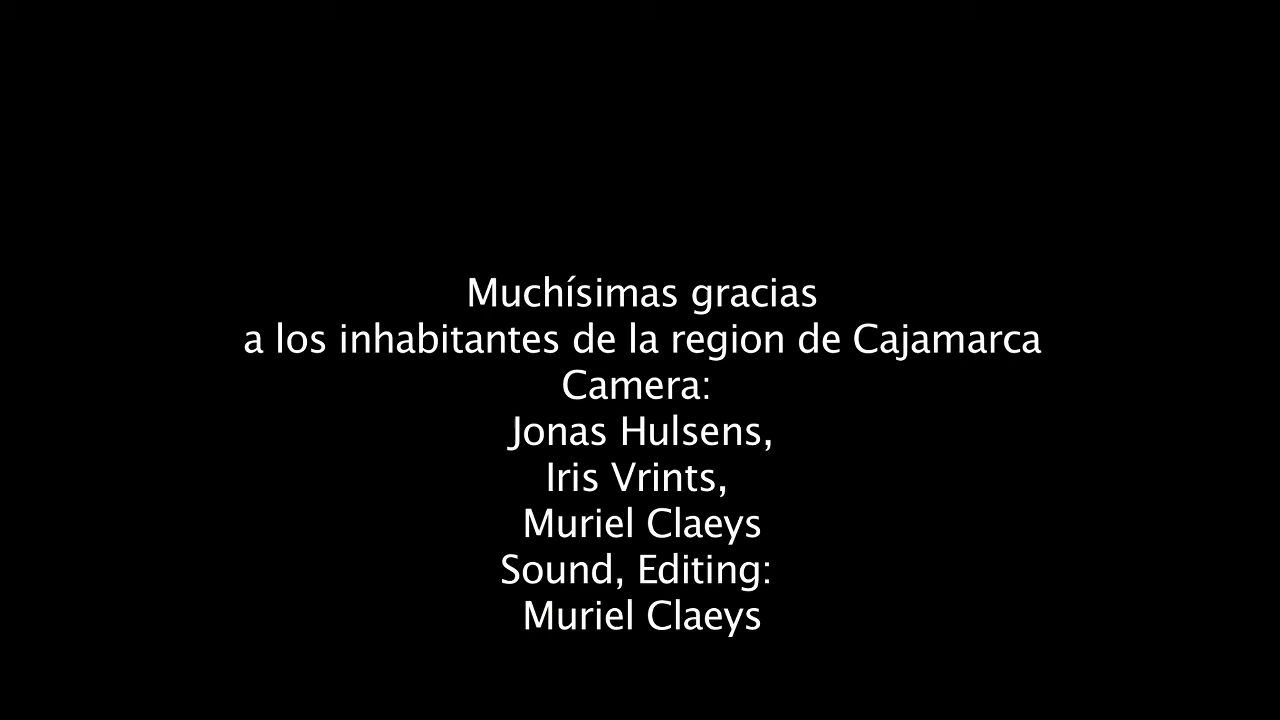 Muchísimas gracias
a los inhabitantes de la region de Cajamarca
Camera:
Jonas Hulsens,
Iris Vrints,
Muriel Claeys
Sound, Editing:
Muriel Claeys